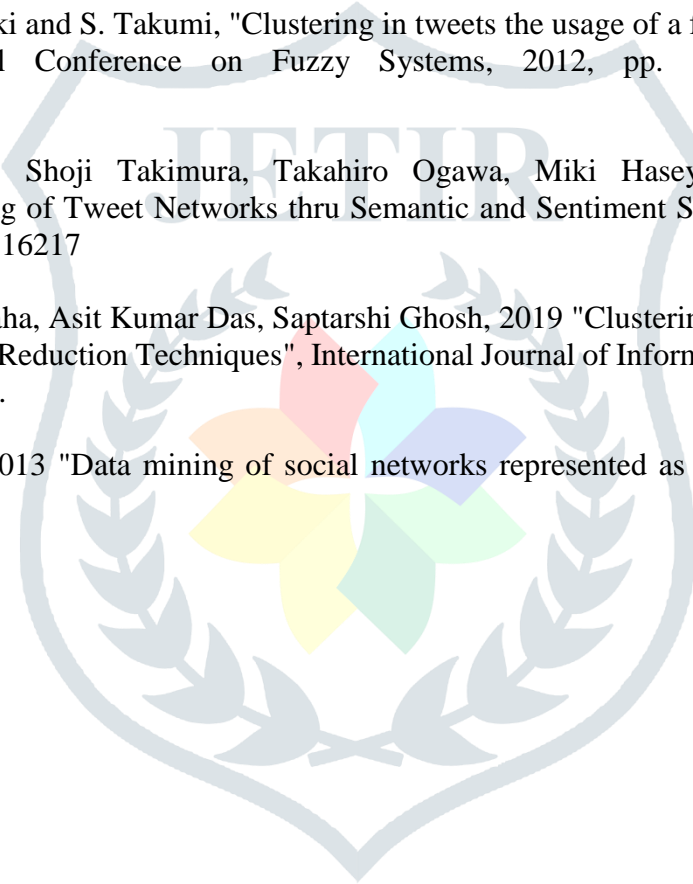 ki and S. Takumi, "Clustering in tweets the usage of a f
l Conference on Fuzzy Systems, 2012, pp.
JETIR
Shoji Takimura, Takahiro Ogawa, Miki Hasey
g of Tweet Networks thru Semantic and Sentiment S
16217
aha, Asit Kumar Das, Saptarshi Ghosh, 2019 "Clusterin
Reduction Techniques", International Journal of Inform
.
013 "Data mining of social networks represented as